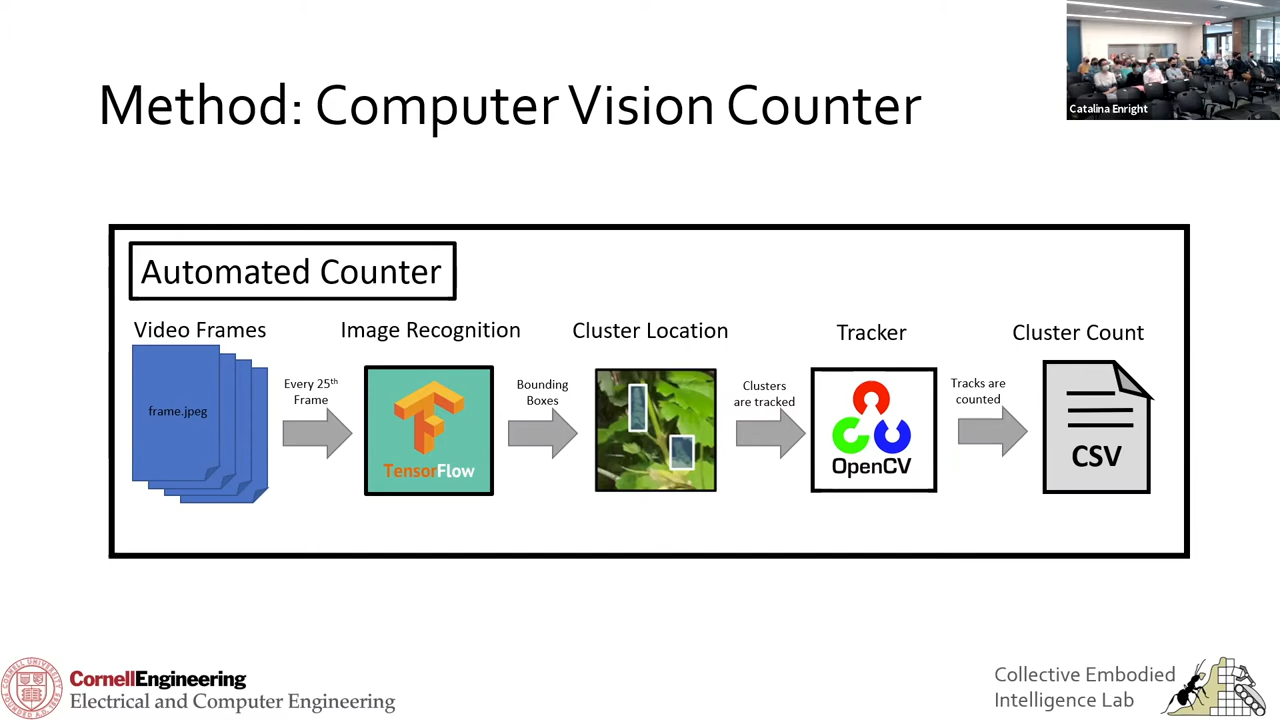 Method: Computer Vision Counter
Catalina Enright
Automated Counter
Video Frames
frame.jpeg
Every 25th
Frame
Image Recognition
TensorFlow
Bounding
Boxes
Cluster Location
Clusters
are tracked
Tracker
OpenCV
Tracks are
counted
Cluster Count
CSV
CornellEngineering
Electrical and Computer Engineering
Collective Embodied
Intelligence Lab